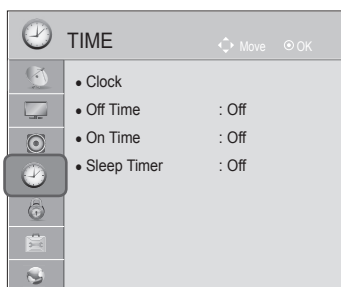 TIME Move OK
• Clock
• Off Time : Off
• On Time : Off
• Sleep Timer : Off